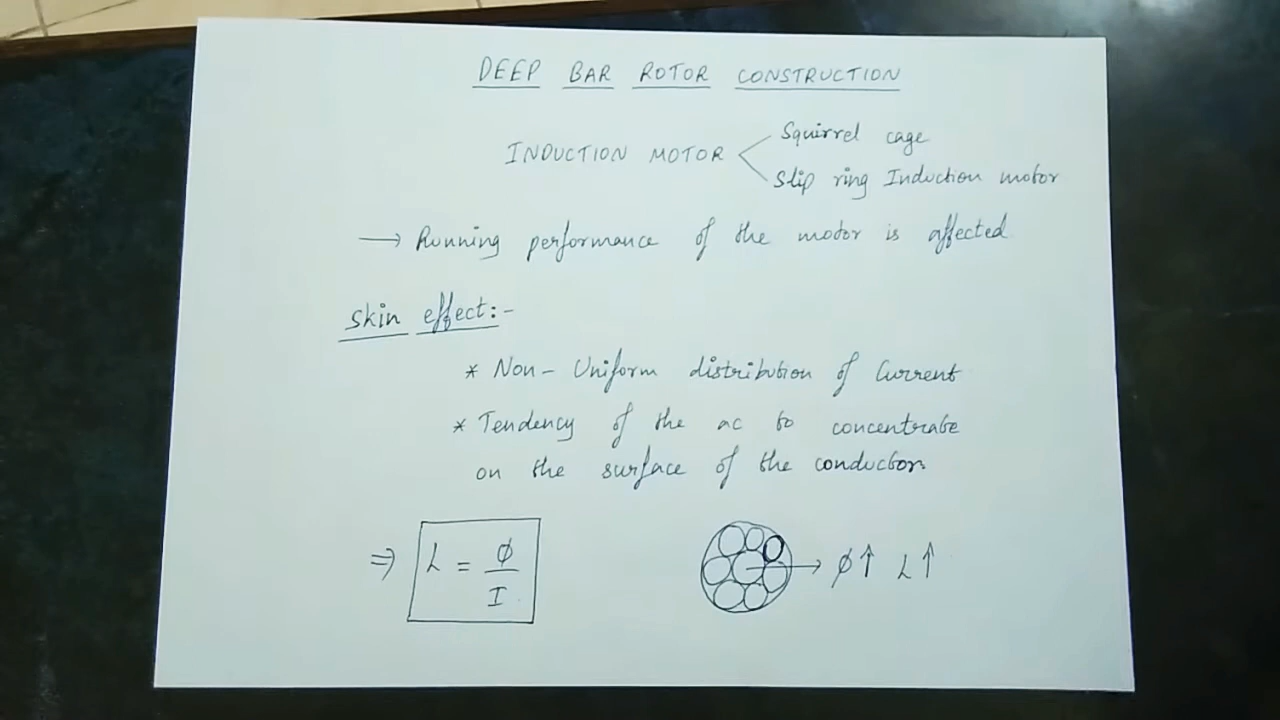 DEEP BAR ROTOR CONSTRUCTION
INDUCTION MOTOR
Squirrel cage
Slip ring Induction motor
→ Running performance of the motor is affected
Skin effect:-
* Non-Uniform distribution of Current
* Tendency of the ac to concentrate
on the surface of the conductor.
⇒ L = ϕ / I
→ ϕ↑ L↑